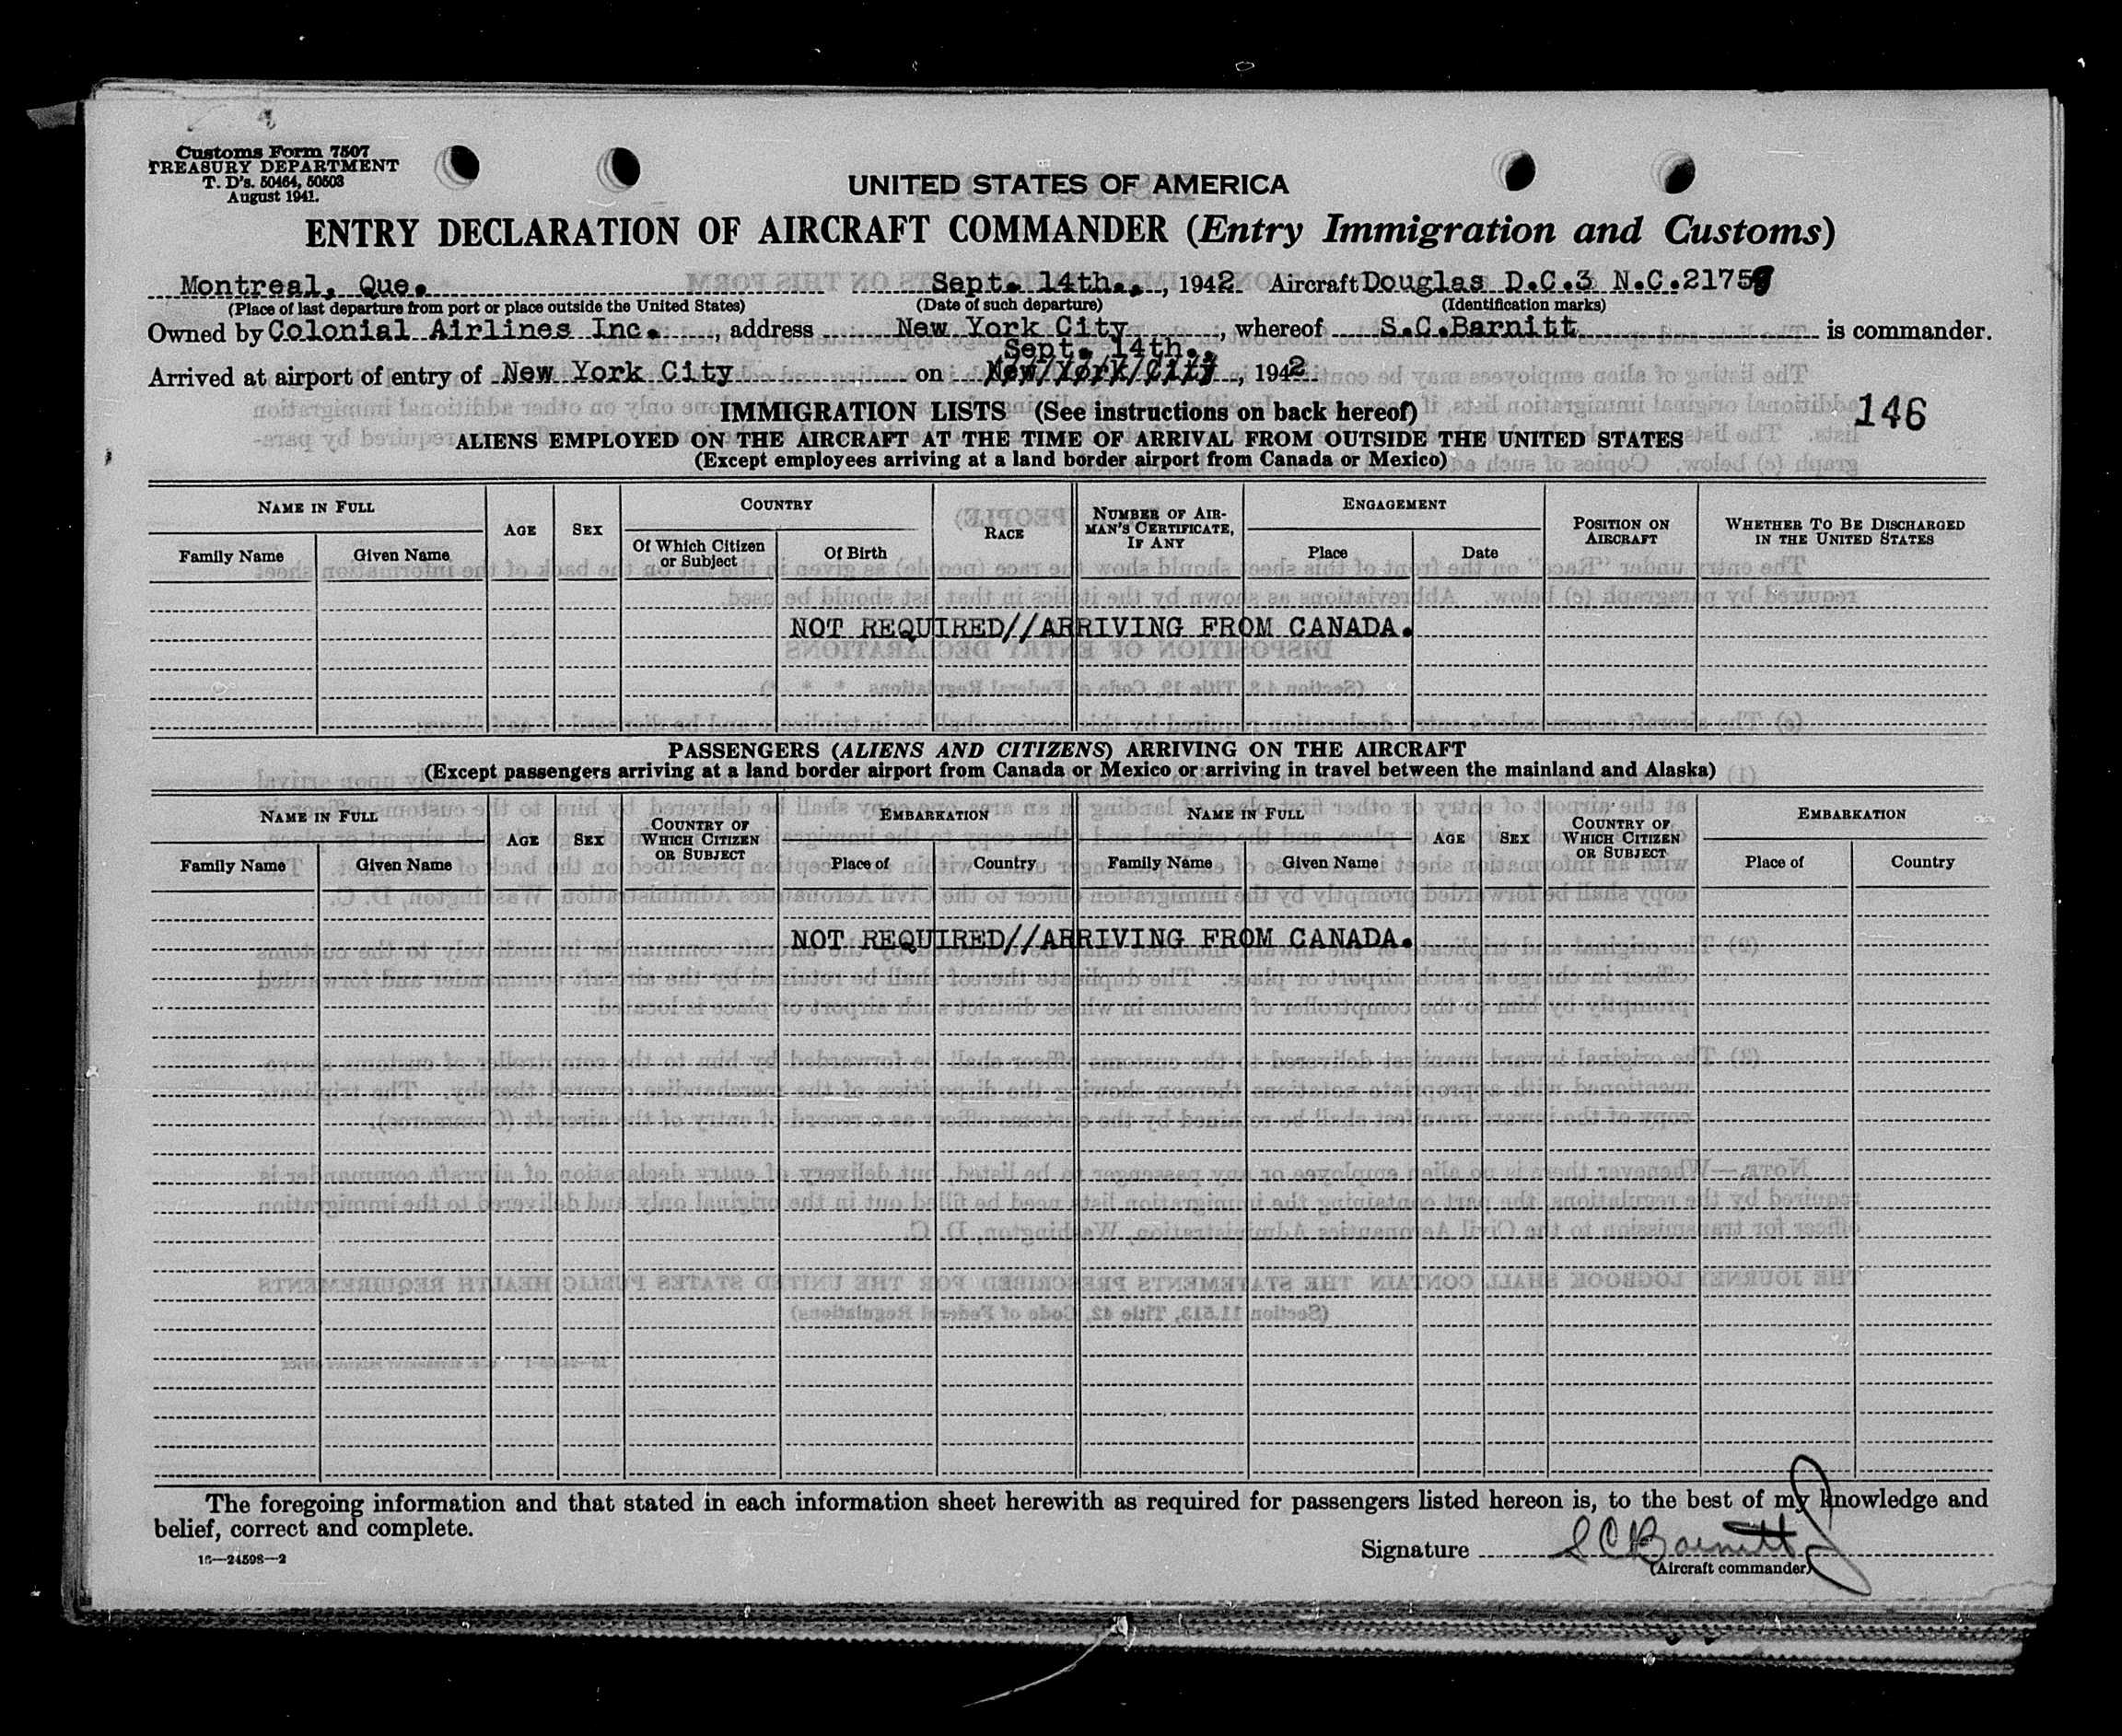 Customs Form 7507
TREASURY DEPARTMENT
T. D's. 50464, 50503
August 1941.
UNITED STATES OF AMERICA
ENTRY DECLARATION OF AIRCRAFT COMMANDER (Entry Immigration and Customs)
Montreal, Que. Sept. 14th., 1942 Aircraft Douglas D.C.3 N.C.2175
(Place of last departure from port or place outside the United States) (Date of such departure) (Identification marks)
Owned by Colonial Airlines Inc. , address New York City , whereof S.C.Barnitt is commander.
Sept. 14th.,
Arrived at airport of entry of New York City on New/York/City , 1942
IMMIGRATION LISTS (See instructions on back hereof)
146
ALIENS EMPLOYED ON THE AIRCRAFT AT THE TIME OF ARRIVAL FROM OUTSIDE THE UNITED STATES
(Except employees arriving at a land border airport from Canada or Mexico)
NAME IN FULL AGE SEX COUNTRY RACE NUMBER OF AIR-MAN'S CERTIFICATE, IF ANY ENGAGEMENT POSITION ON AIRCRAFT WHETHER TO BE DISCHARGED IN THE UNITED STATES
Family Name Given Name Of Which Citizen or Subject Of Birth Place Date
NOT REQUIRED//ARRIVING FROM CANADA.
PASSENGERS (ALIENS AND CITIZENS) ARRIVING ON THE AIRCRAFT
(Except passengers arriving at a land border airport from Canada or Mexico or arriving in travel between the mainland and Alaska)
NAME IN FULL AGE SEX COUNTRY OF WHICH CITIZEN OR SUBJECT EMBARKATION NAME IN FULL AGE SEX COUNTRY OF WHICH CITIZEN OR SUBJECT EMBARKATION
Family Name Given Name Place of Country Family Name Given Name Place of Country
NOT REQUIRED//ARRIVING FROM CANADA.
The foregoing information and that stated in each information sheet herewith as required for passengers listed hereon is, to the best of my knowledge and
belief, correct and complete.
Signature S C Barnitt
(Aircraft commander)
16—24598—2